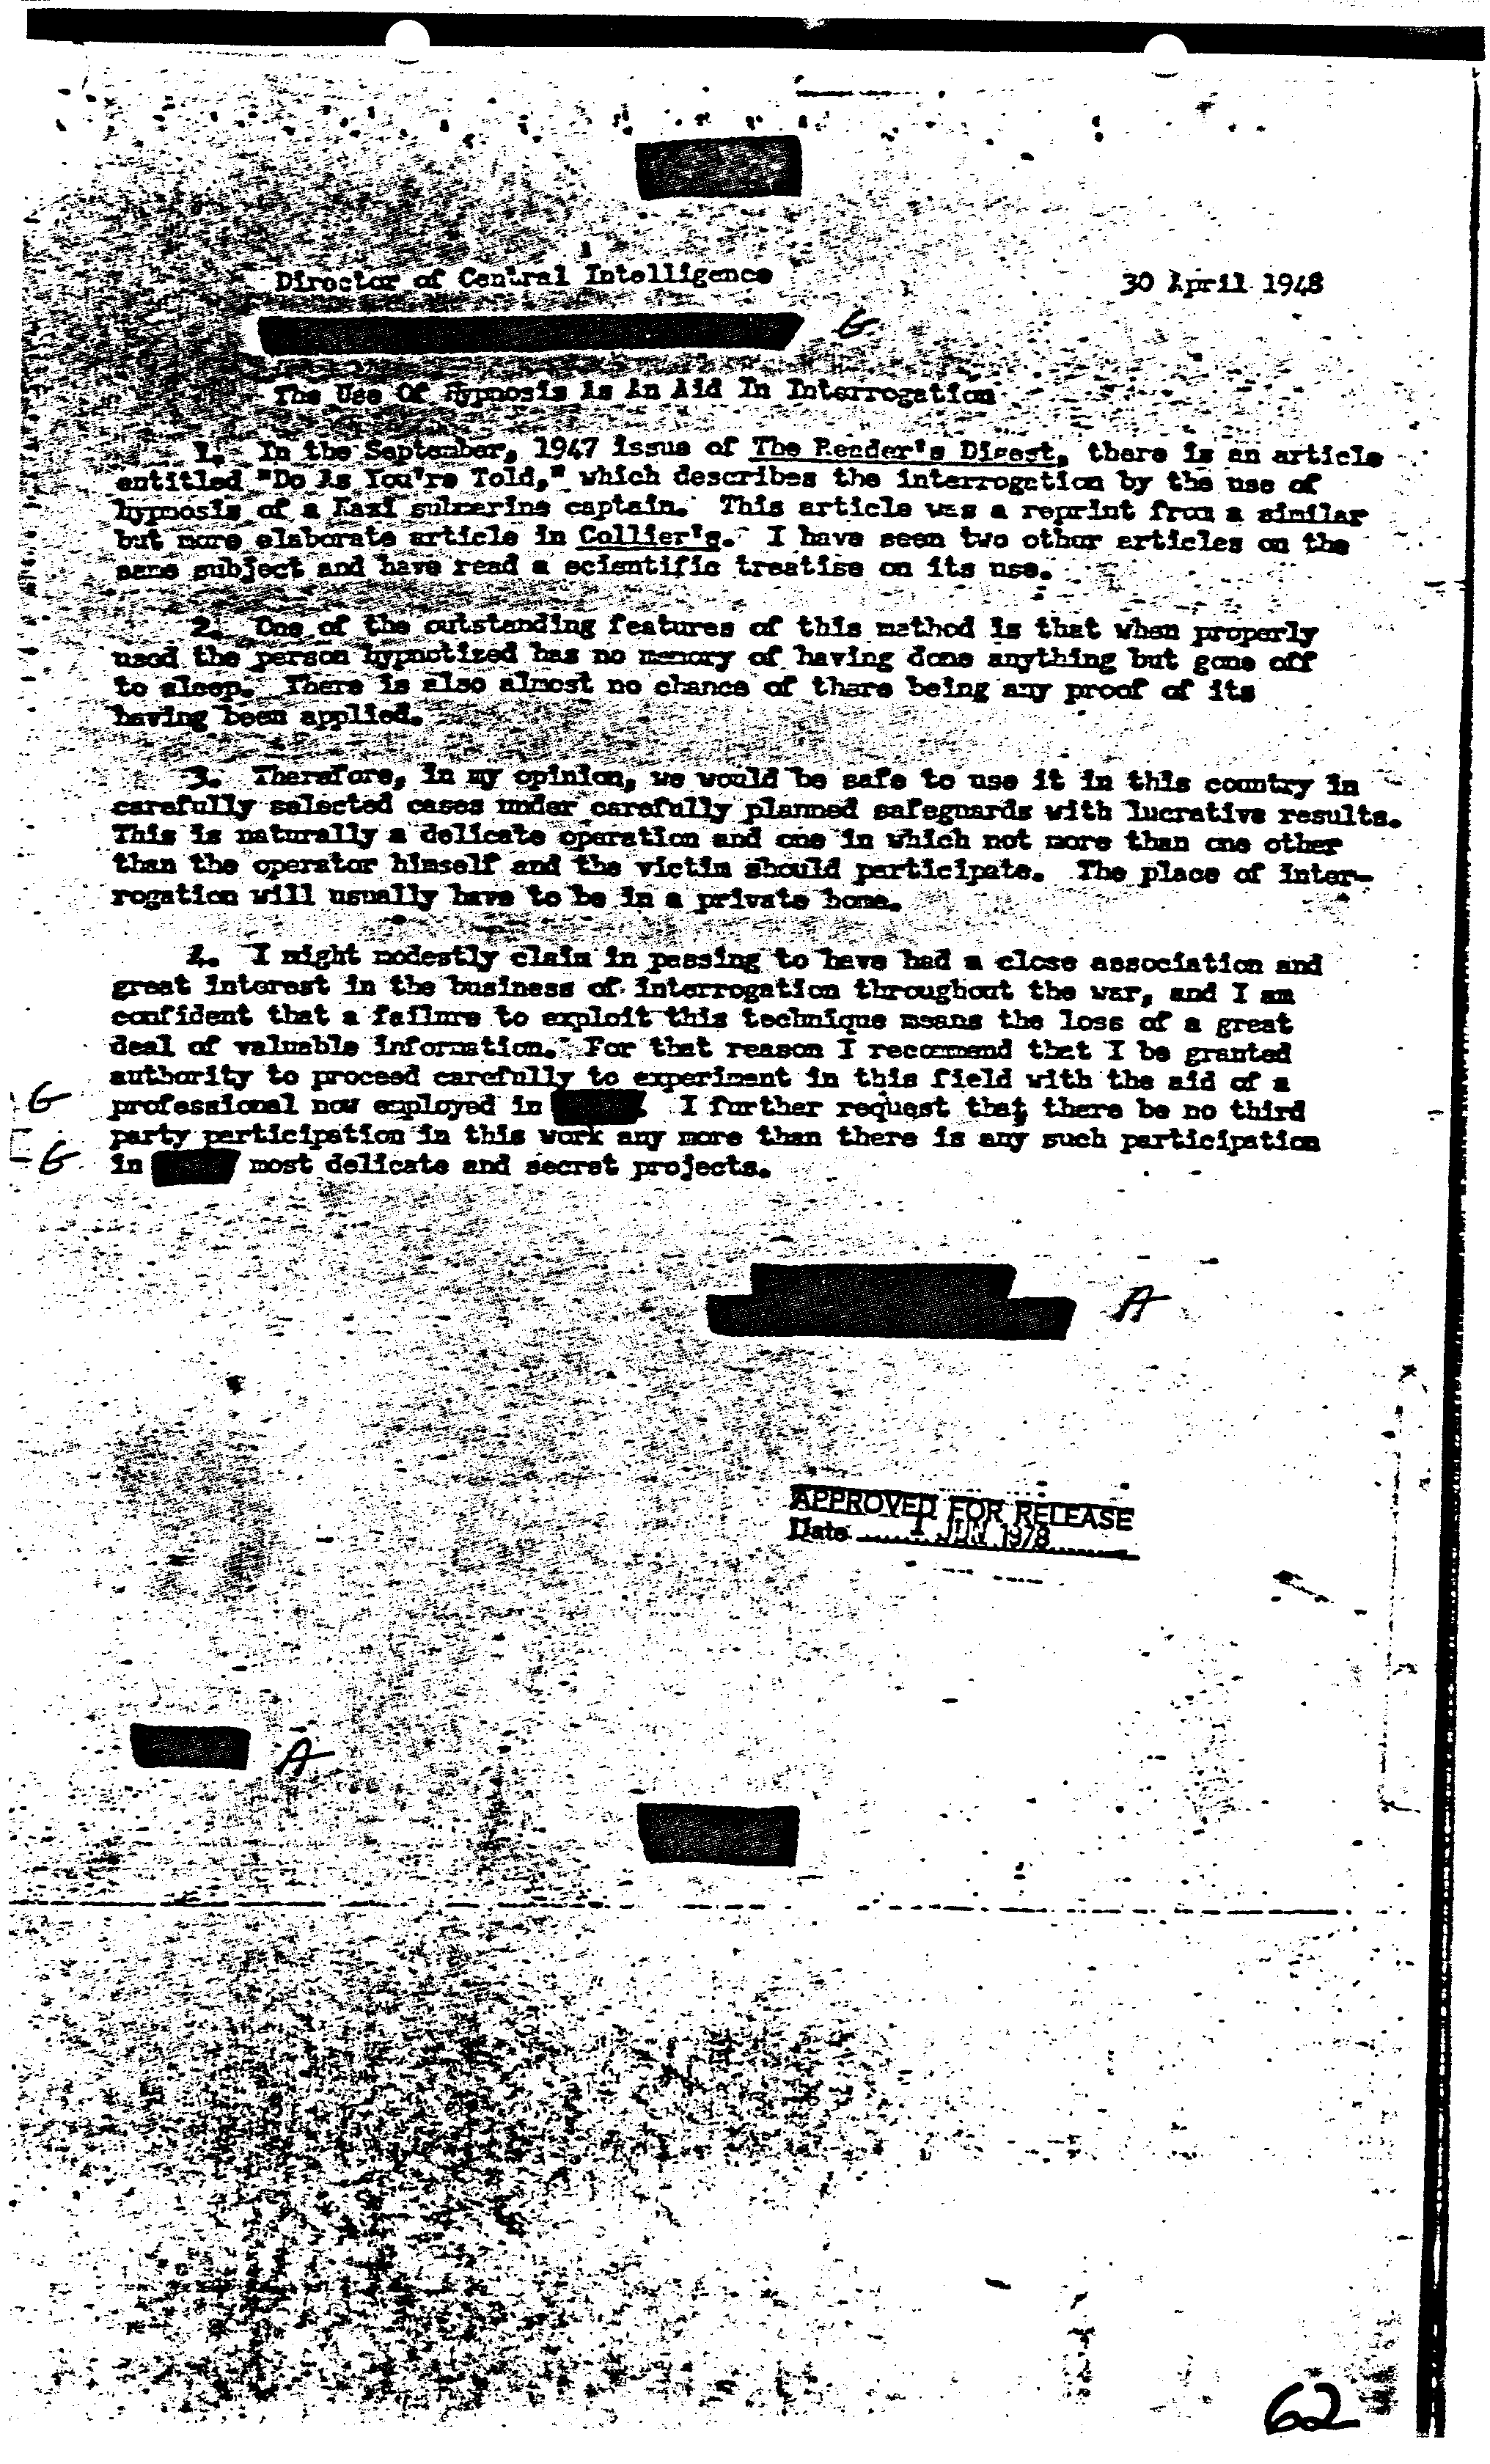 Director of Central Intelligence 30 April 1948
G
The Use Of Hypnosis As An Aid In Interrogation
1. In the September, 1947 issue of The Reader's Digest, there is an article
entitled "Do As You're Told," which describes the interrogation by the use of
hypnosis of a Nazi submarine captain. This article was a reprint from a similar
but more elaborate article in Collier's. I have seen two other articles on the
same subject and have read a scientific treatise on its use.
2. One of the outstanding features of this method is that when properly
used the person hypnotized has no memory of having done anything but gone off
to sleep. There is also almost no chance of there being any proof of its
having been applied.
3. Therefore, in my opinion, we would be safe to use it in this country in
carefully selected cases under carefully planned safeguards with lucrative results.
This is naturally a delicate operation and one in which not more than one other
than the operator himself and the victim should participate. The place of inter-
rogation will usually have to be in a private home.
4. I might modestly claim in passing to have had a close association and
great interest in the business of interrogation throughout the war, and I am
confident that a failure to exploit this technique means the loss of a great
deal of valuable information. For that reason I recommend that I be granted
authority to proceed carefully to experiment in this field with the aid of a
G professional now employed in . I further request that there be no third
party participation in this work any more than there is any such participation
G in most delicate and secret projects.
A
APPROVED FOR RELEASE
Date 1 JUN 1978
A
62